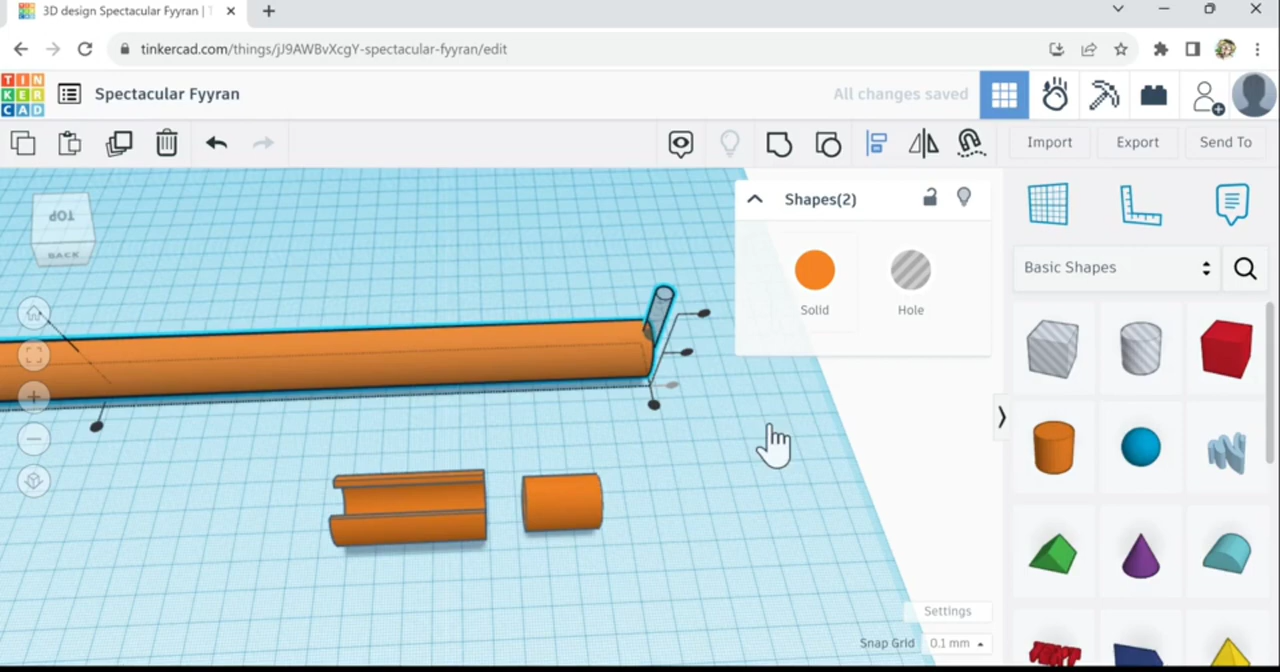 3D design Spectacular Fyyran | T
tinkercad.com/things/jJ9AWBvXcgY-spectacular-fyyran/edit
TIN
KER
CAD
Spectacular Fyyran
All changes saved
Import
Export
Send To
TOP
BACK
Shapes(2)
Solid
Hole
Basic Shapes
Settings
Snap Grid
0.1 mm